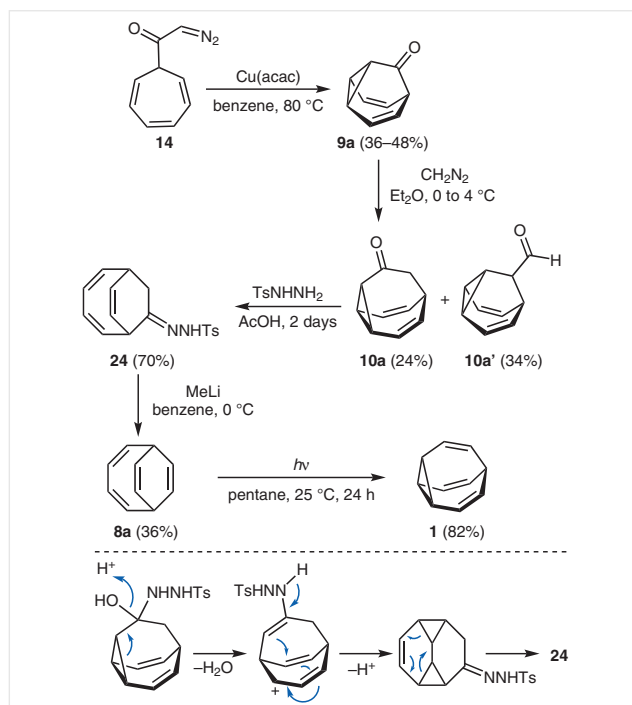 O
N₂
14
Cu(acac)
benzene, 80 °C
O
9a (36–48%)
CH₂N₂
Et₂O, 0 to 4 °C
O
10a (24%)
+
O
H
10a' (34%)
TsNHNH₂
AcOH, 2 days
NNHTs
24 (70%)
MeLi
benzene, 0 °C
8a (36%)
hν
pentane, 25 °C, 24 h
1 (82%)
H⁺
HO
NHNHTs
–H₂O
H
TsHNN
+
–H⁺
NNHTs
24